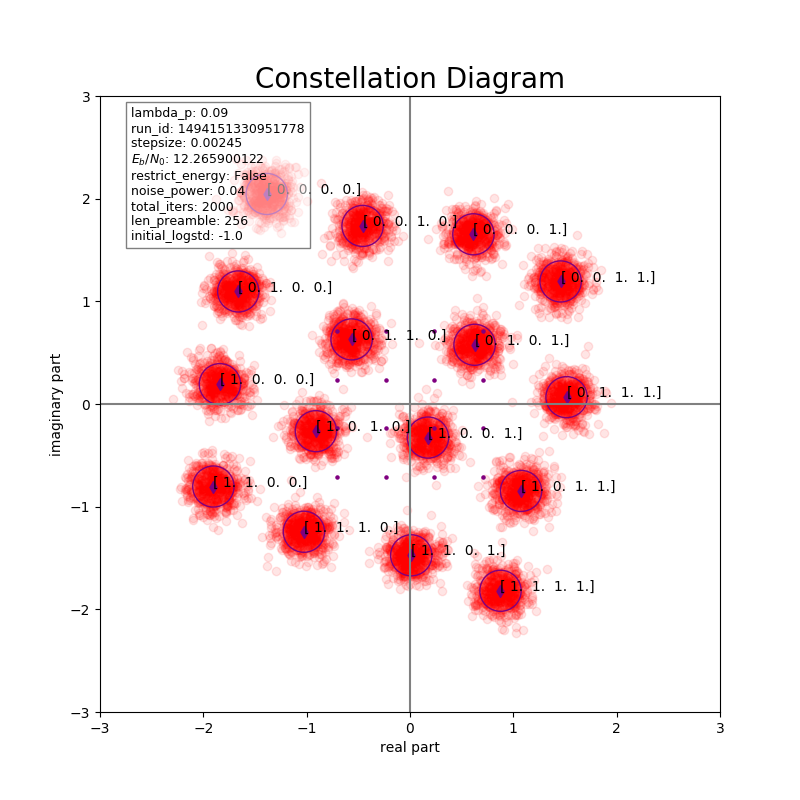 Constellation Diagram
3
lambda_p: 0.09
run_id: 1494151330951778
stepsize: 0.00245
E_b/N_0: 12.265900122
restrict_energy: False
noise_power: 0.04
total_iters: 2000
len_preamble: 256
initial_logstd: -1.0
[ 0. 0. 0. 0.]
2
[ 0. 0. 1. 0.]
[ 0. 0. 0. 1.]
[ 0. 0. 1. 1.]
[ 0. 1. 0. 0.]
1
[ 0. 1. 1. 0.]
[ 0. 1. 0. 1.]
[ 1. 0. 0. 0.]
[ 0. 1. 1. 1.]
0
[ 1. 0. 1. 0.]
[ 1. 0. 0. 1.]
[ 1. 1. 0. 0.]
[ 1. 0. 1. 1.]
−1
[ 1. 1. 1. 0.]
[ 1. 1. 0. 1.]
[ 1. 1. 1. 1.]
−2
−3
imaginary part
−3 −2 −1 0 1 2 3
real part